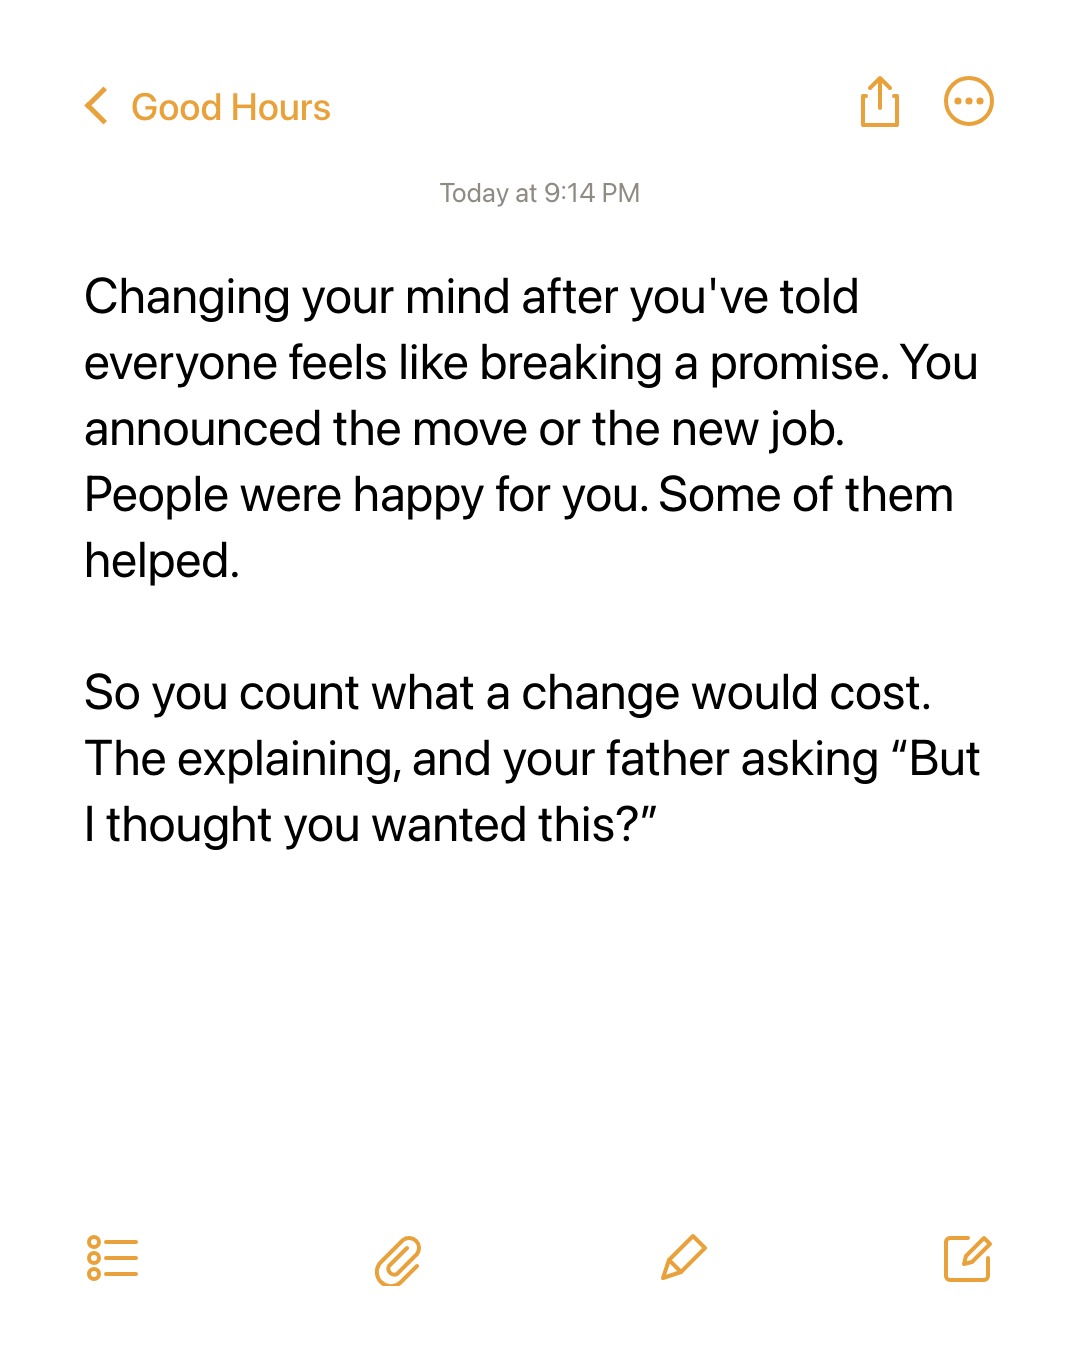 Good Hours
Today at 9:14 PM
Changing your mind after you've told
everyone feels like breaking a promise. You
announced the move or the new job.
People were happy for you. Some of them
helped.
So you count what a change would cost.
The explaining, and your father asking “But
I thought you wanted this?”